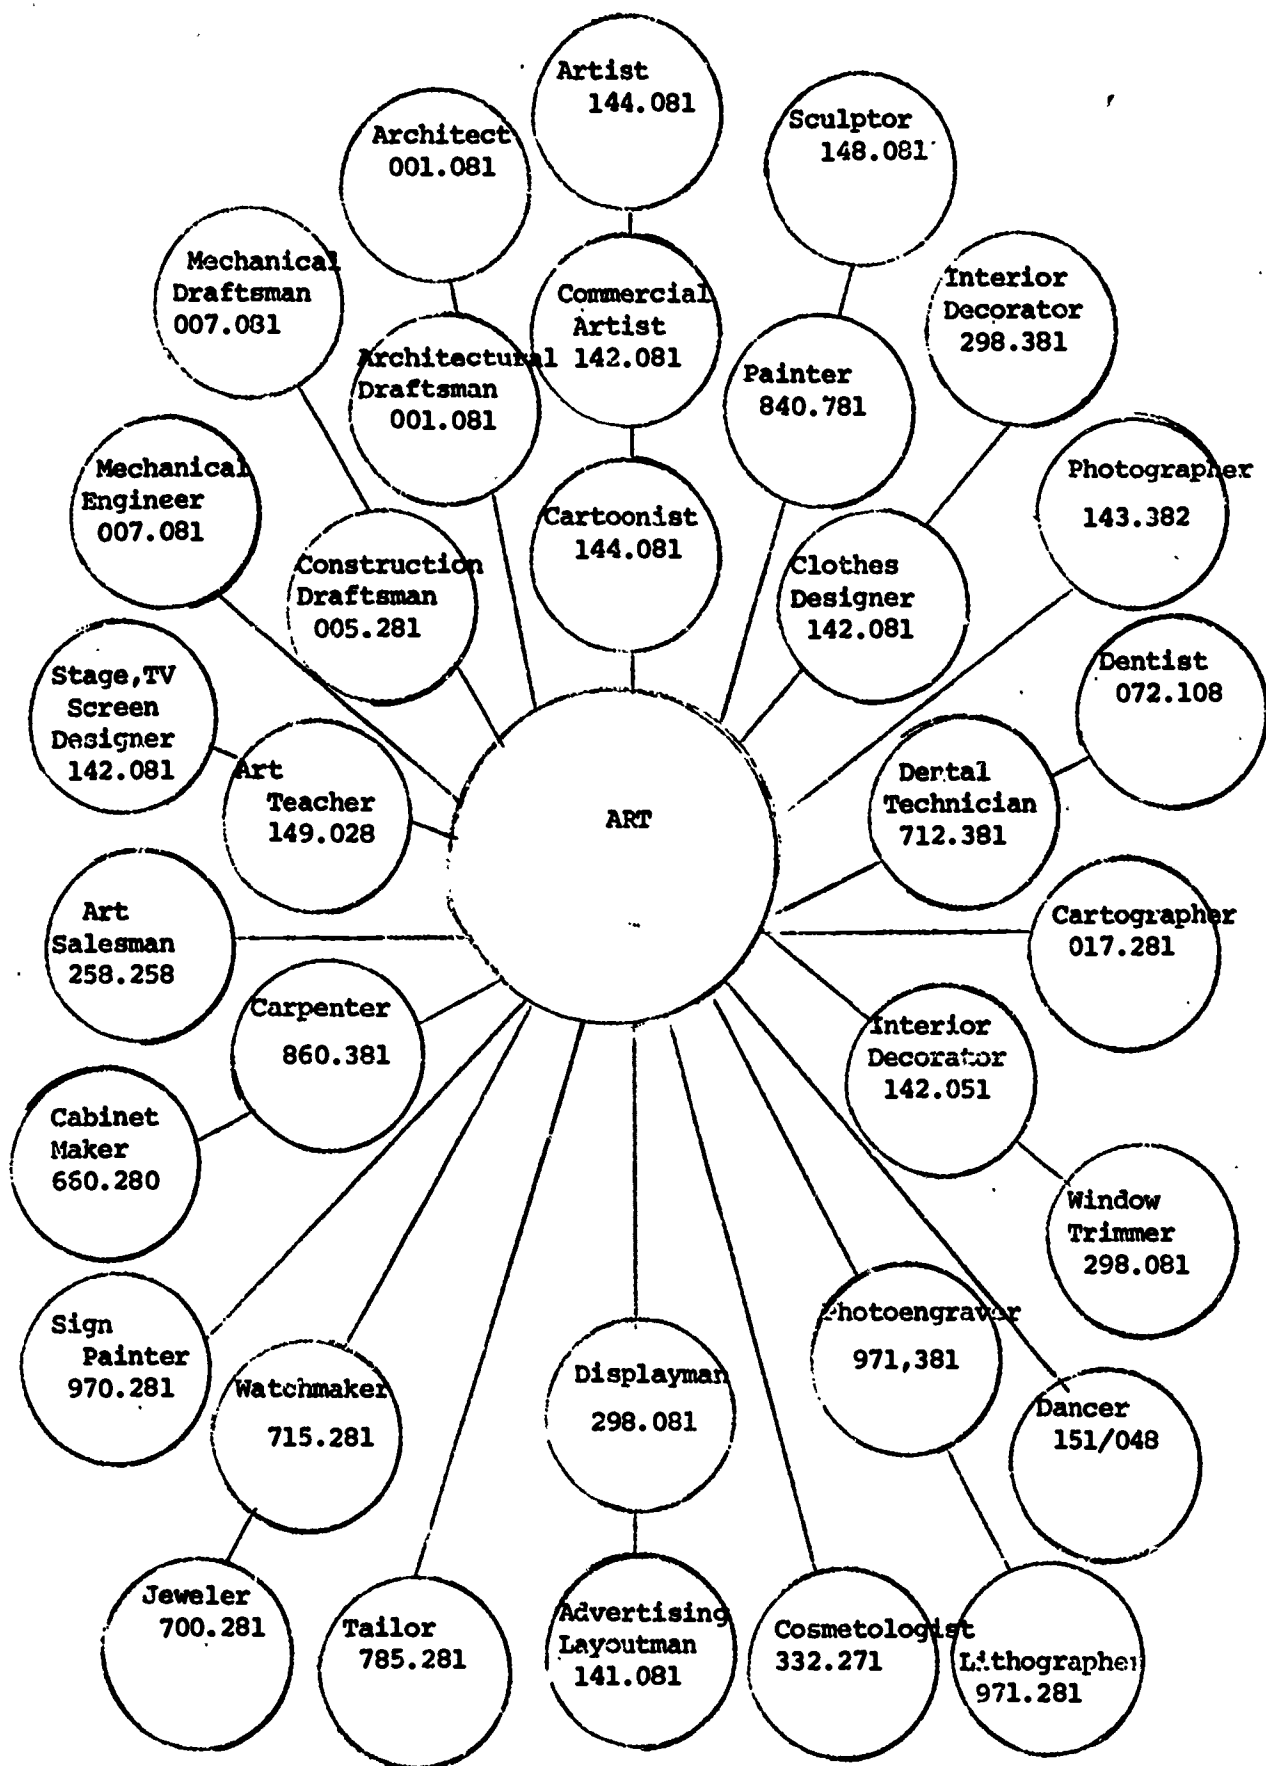 Artist
144.081
Architect
001.081
Sculptor
148.081
Mechanical
Draftsman
007.081
Commercial
Artist
142.081
Interior
Decorator
298.381
Architectural
Draftsman
001.081
Painter
840.781
Mechanical
Engineer
007.081
Photographer
143.382
Cartoonist
144.081
Construction
Draftsman
005.281
Clothes
Designer
142.081
Stage,TV
Screen
Designer
142.081
Dentist
072.108
Art
Teacher
149.028
ART
Dental
Technician
712.381
Art
Salesman
258.258
Cartographer
017.281
Carpenter
860.381
Interior
Decorator
142.051
Cabinet
Maker
660.280
Window
Trimmer
298.081
Sign
Painter
970.281
Watchmaker
715.281
Displayman
298.081
Photoengraver
971,381
Dancer
151/048
Jeweler
700.281
Tailor
785.281
Advertising
Layoutman
141.081
Cosmetologist
332.271
Lithographer
971.281